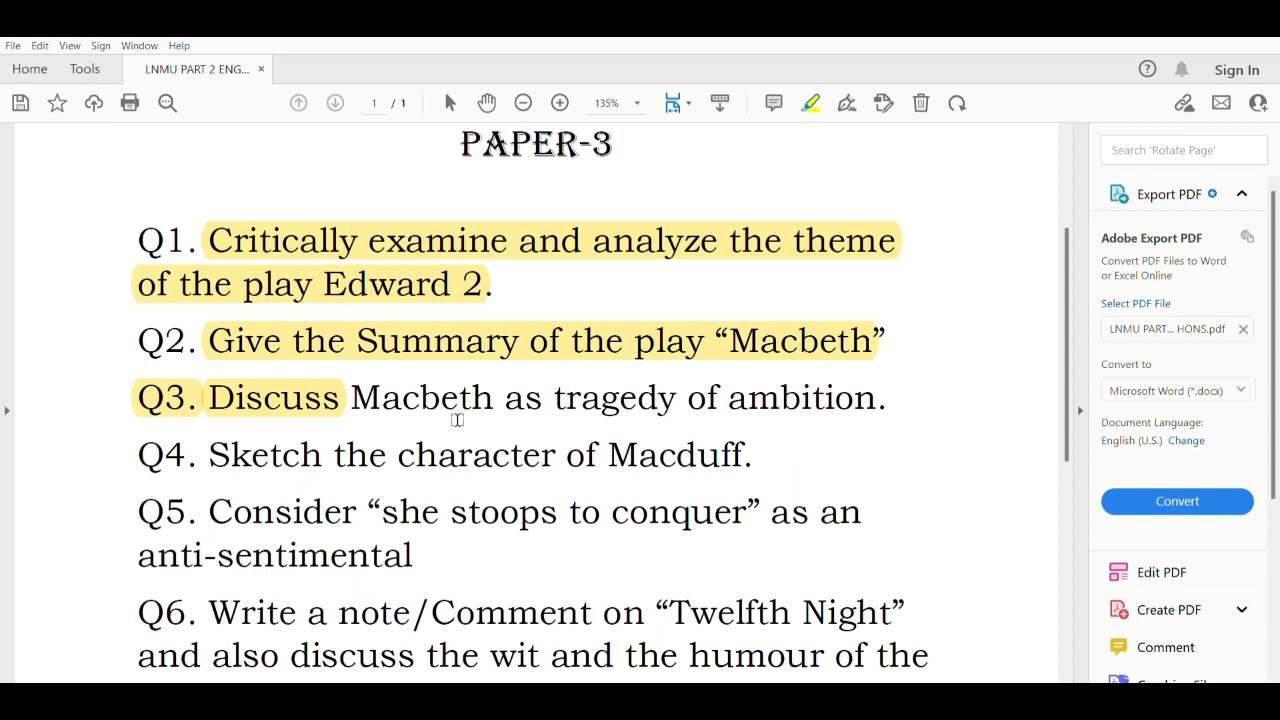 File Edit View Sign Window Help
Home Tools LNMU PART 2 ENG... × Sign In
1 / 1 135%
PAPER-3
Q1. Critically examine and analyze the theme
of the play Edward 2.
Q2. Give the Summary of the play “Macbeth”
Q3. Discuss Macbeth as tragedy of ambition.
Q4. Sketch the character of Macduff.
Q5. Consider “she stoops to conquer” as an
anti-sentimental
Q6. Write a note/Comment on “Twelfth Night”
and also discuss the wit and the humour of the
Search 'Rotate Page'
Export PDF
Adobe Export PDF
Convert PDF Files to Word
or Excel Online
Select PDF File
LNMU PART... HONS.pdf
Convert to
Microsoft Word (*.docx)
Document Language:
English (U.S.) Change
Convert
Edit PDF
Create PDF
Comment